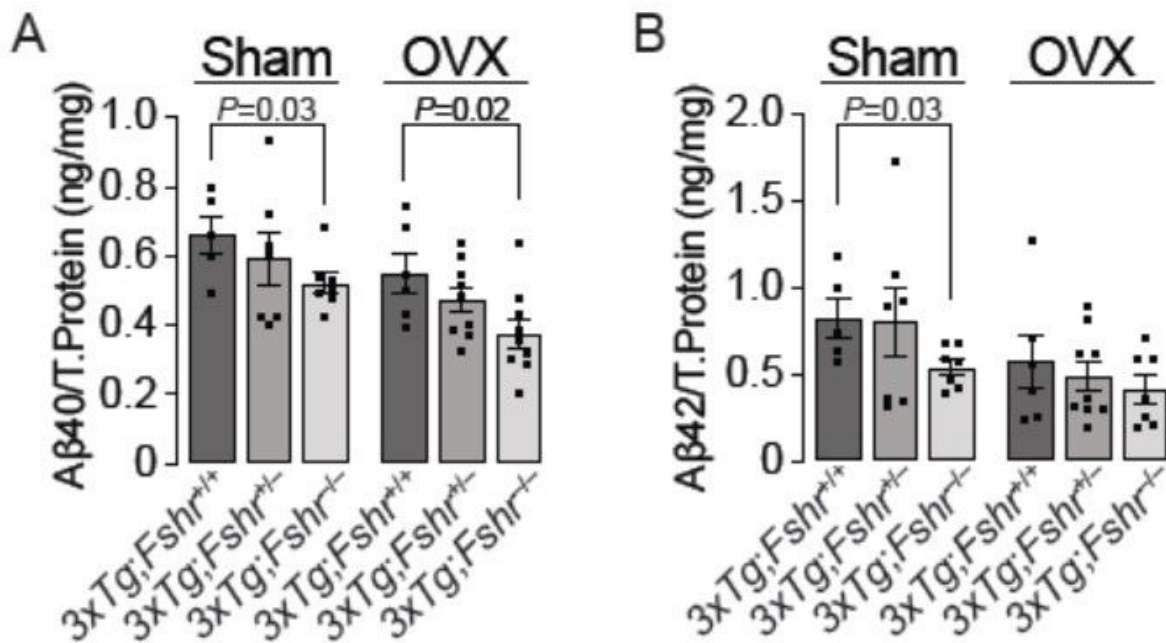 A
Sham OVX
P=0.03 P=0.02
Aβ40/T.Protein (ng/mg)
1.0
0.8
0.6
0.4
0.2
0
3xTg;Fshr+/+
3xTg;Fshr+/–
3xTg;Fshr–/–
3xTg;Fshr+/+
3xTg;Fshr+/–
3xTg;Fshr–/–
B
Sham OVX
P=0.03
Aβ42/T.Protein (ng/mg)
2.0
1.5
1.0
0.5
0
3xTg;Fshr+/+
3xTg;Fshr+/–
3xTg;Fshr–/–
3xTg;Fshr+/+
3xTg;Fshr+/–
3xTg;Fshr–/–